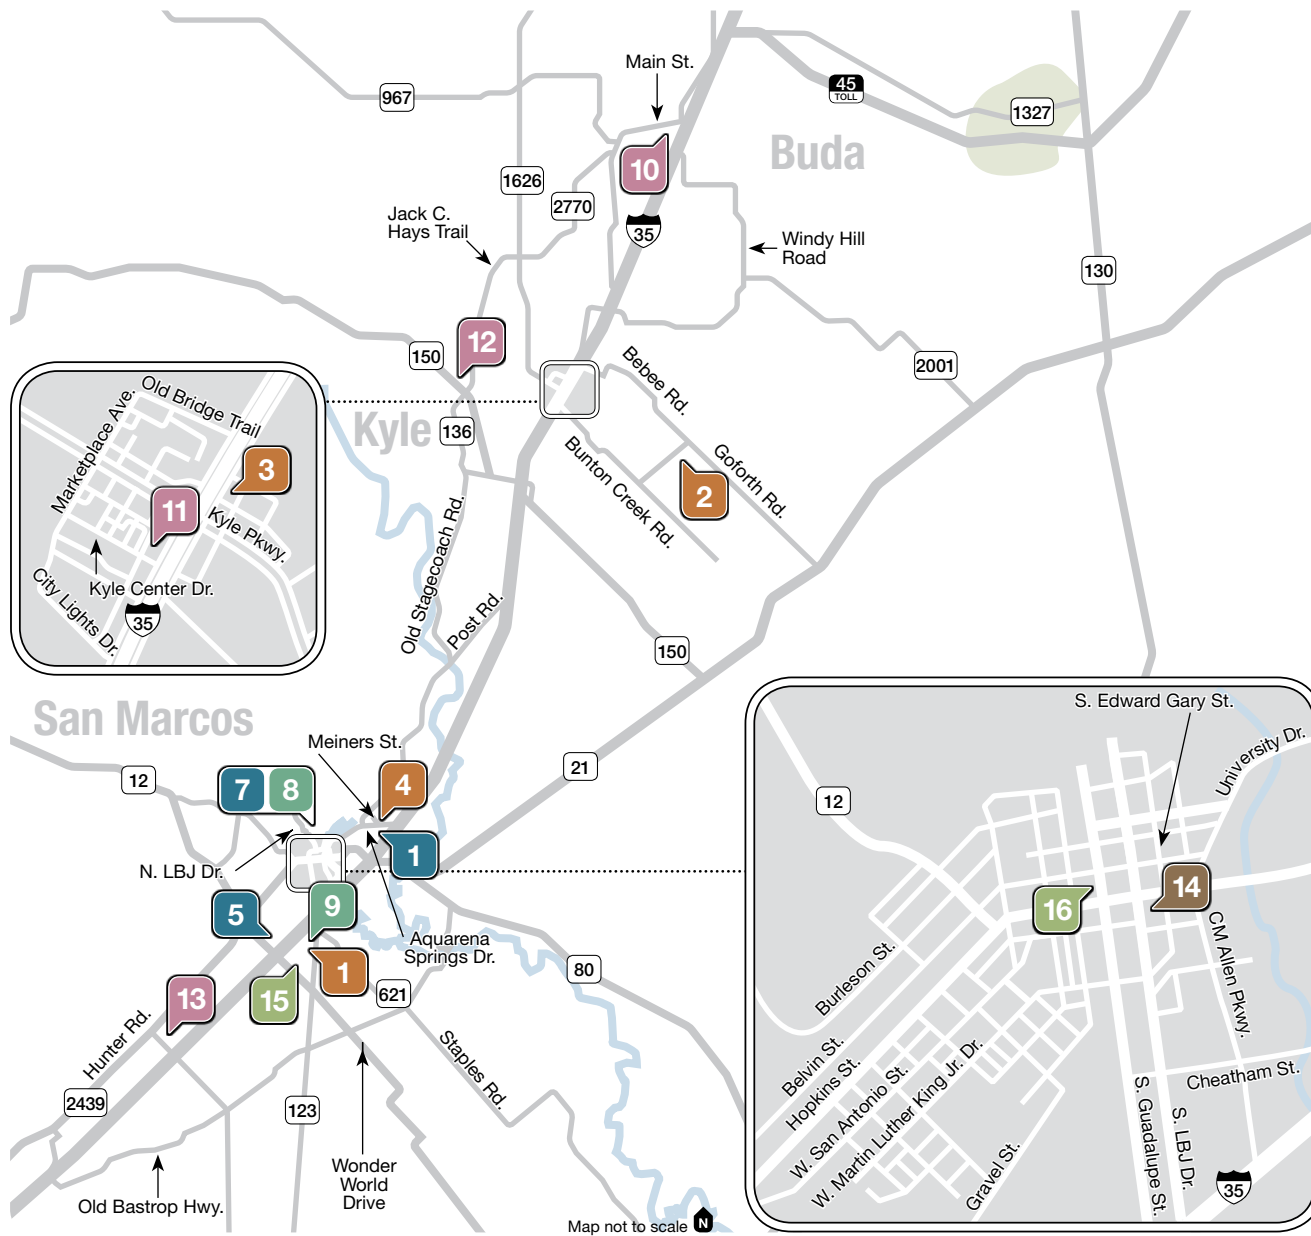 Main St.
967
45
TOLL
1327
Buda
10
1626
2770
Jack C.
Hays Trail
35
Windy Hill
Road
130
12
150
2001
Bebee Rd.
Kyle
136
Goforth Rd.
2
Bunton Creek Rd.
Old Bridge Trail
Marketplace Ave.
3
11
Kyle Pkwy.
Kyle Center Dr.
City Lights Dr.
35
Old Stagecoach Rd.
Post Rd.
150
San Marcos
Meiners St.
12
7
8
4
21
1
N. LBJ Dr.
9
5
Aquarena
Springs Dr.
80
1
15
621
13
Hunter Rd.
Staples Rd.
2439
123
Wonder
World
Drive
Old Bastrop Hwy.
Map not to scale
N
S. Edward Gary St.
University Dr.
12
14
16
CM Allen Pkwy.
Burleson St.
Belvin St.
Hopkins St.
W. San Antonio St.
W. Martin Luther King Jr. Dr.
Cheatham St.
S. Guadalupe St.
S. LBJ Dr.
Gravel St.
35